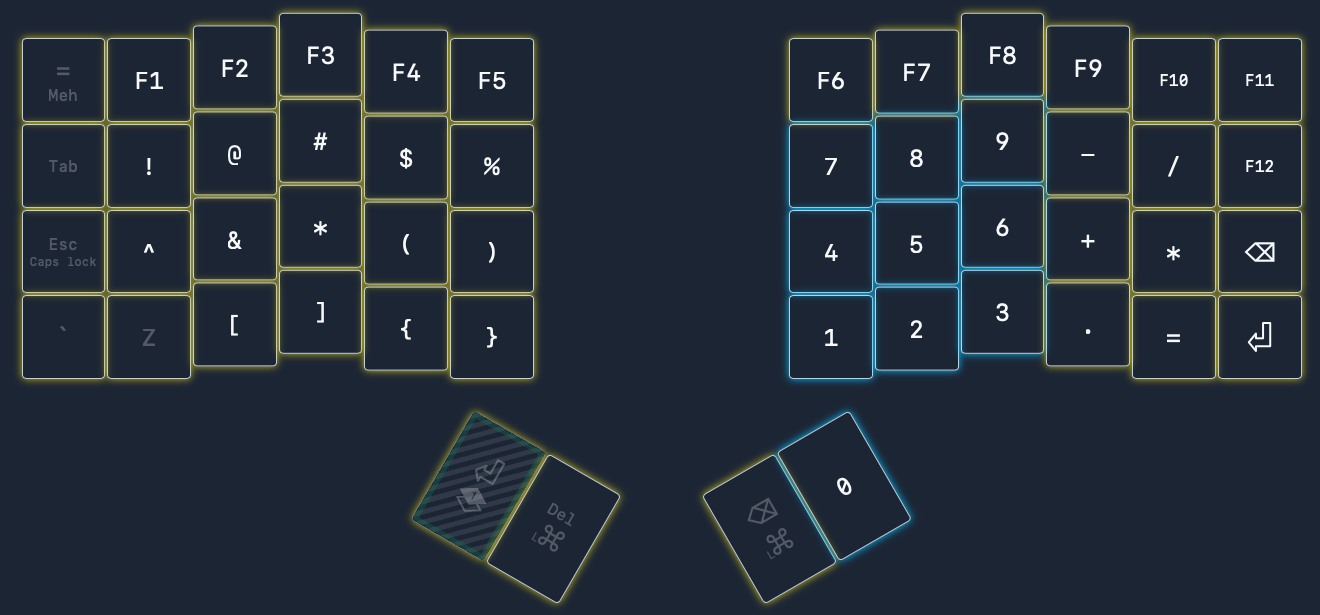 =
Meh
F1
F2
F3
F4
F5
F6
F7
F8
F9
F10
F11
Tab
!
@
#
$
%
7
8
9
–
/
F12
Esc
Caps lock
^
&
*
(
)
4
5
6
+
*
⌫
`
Z
[
]
{
}
1
2
3
.
=
⏎
Del
L⌘
L⌘
0